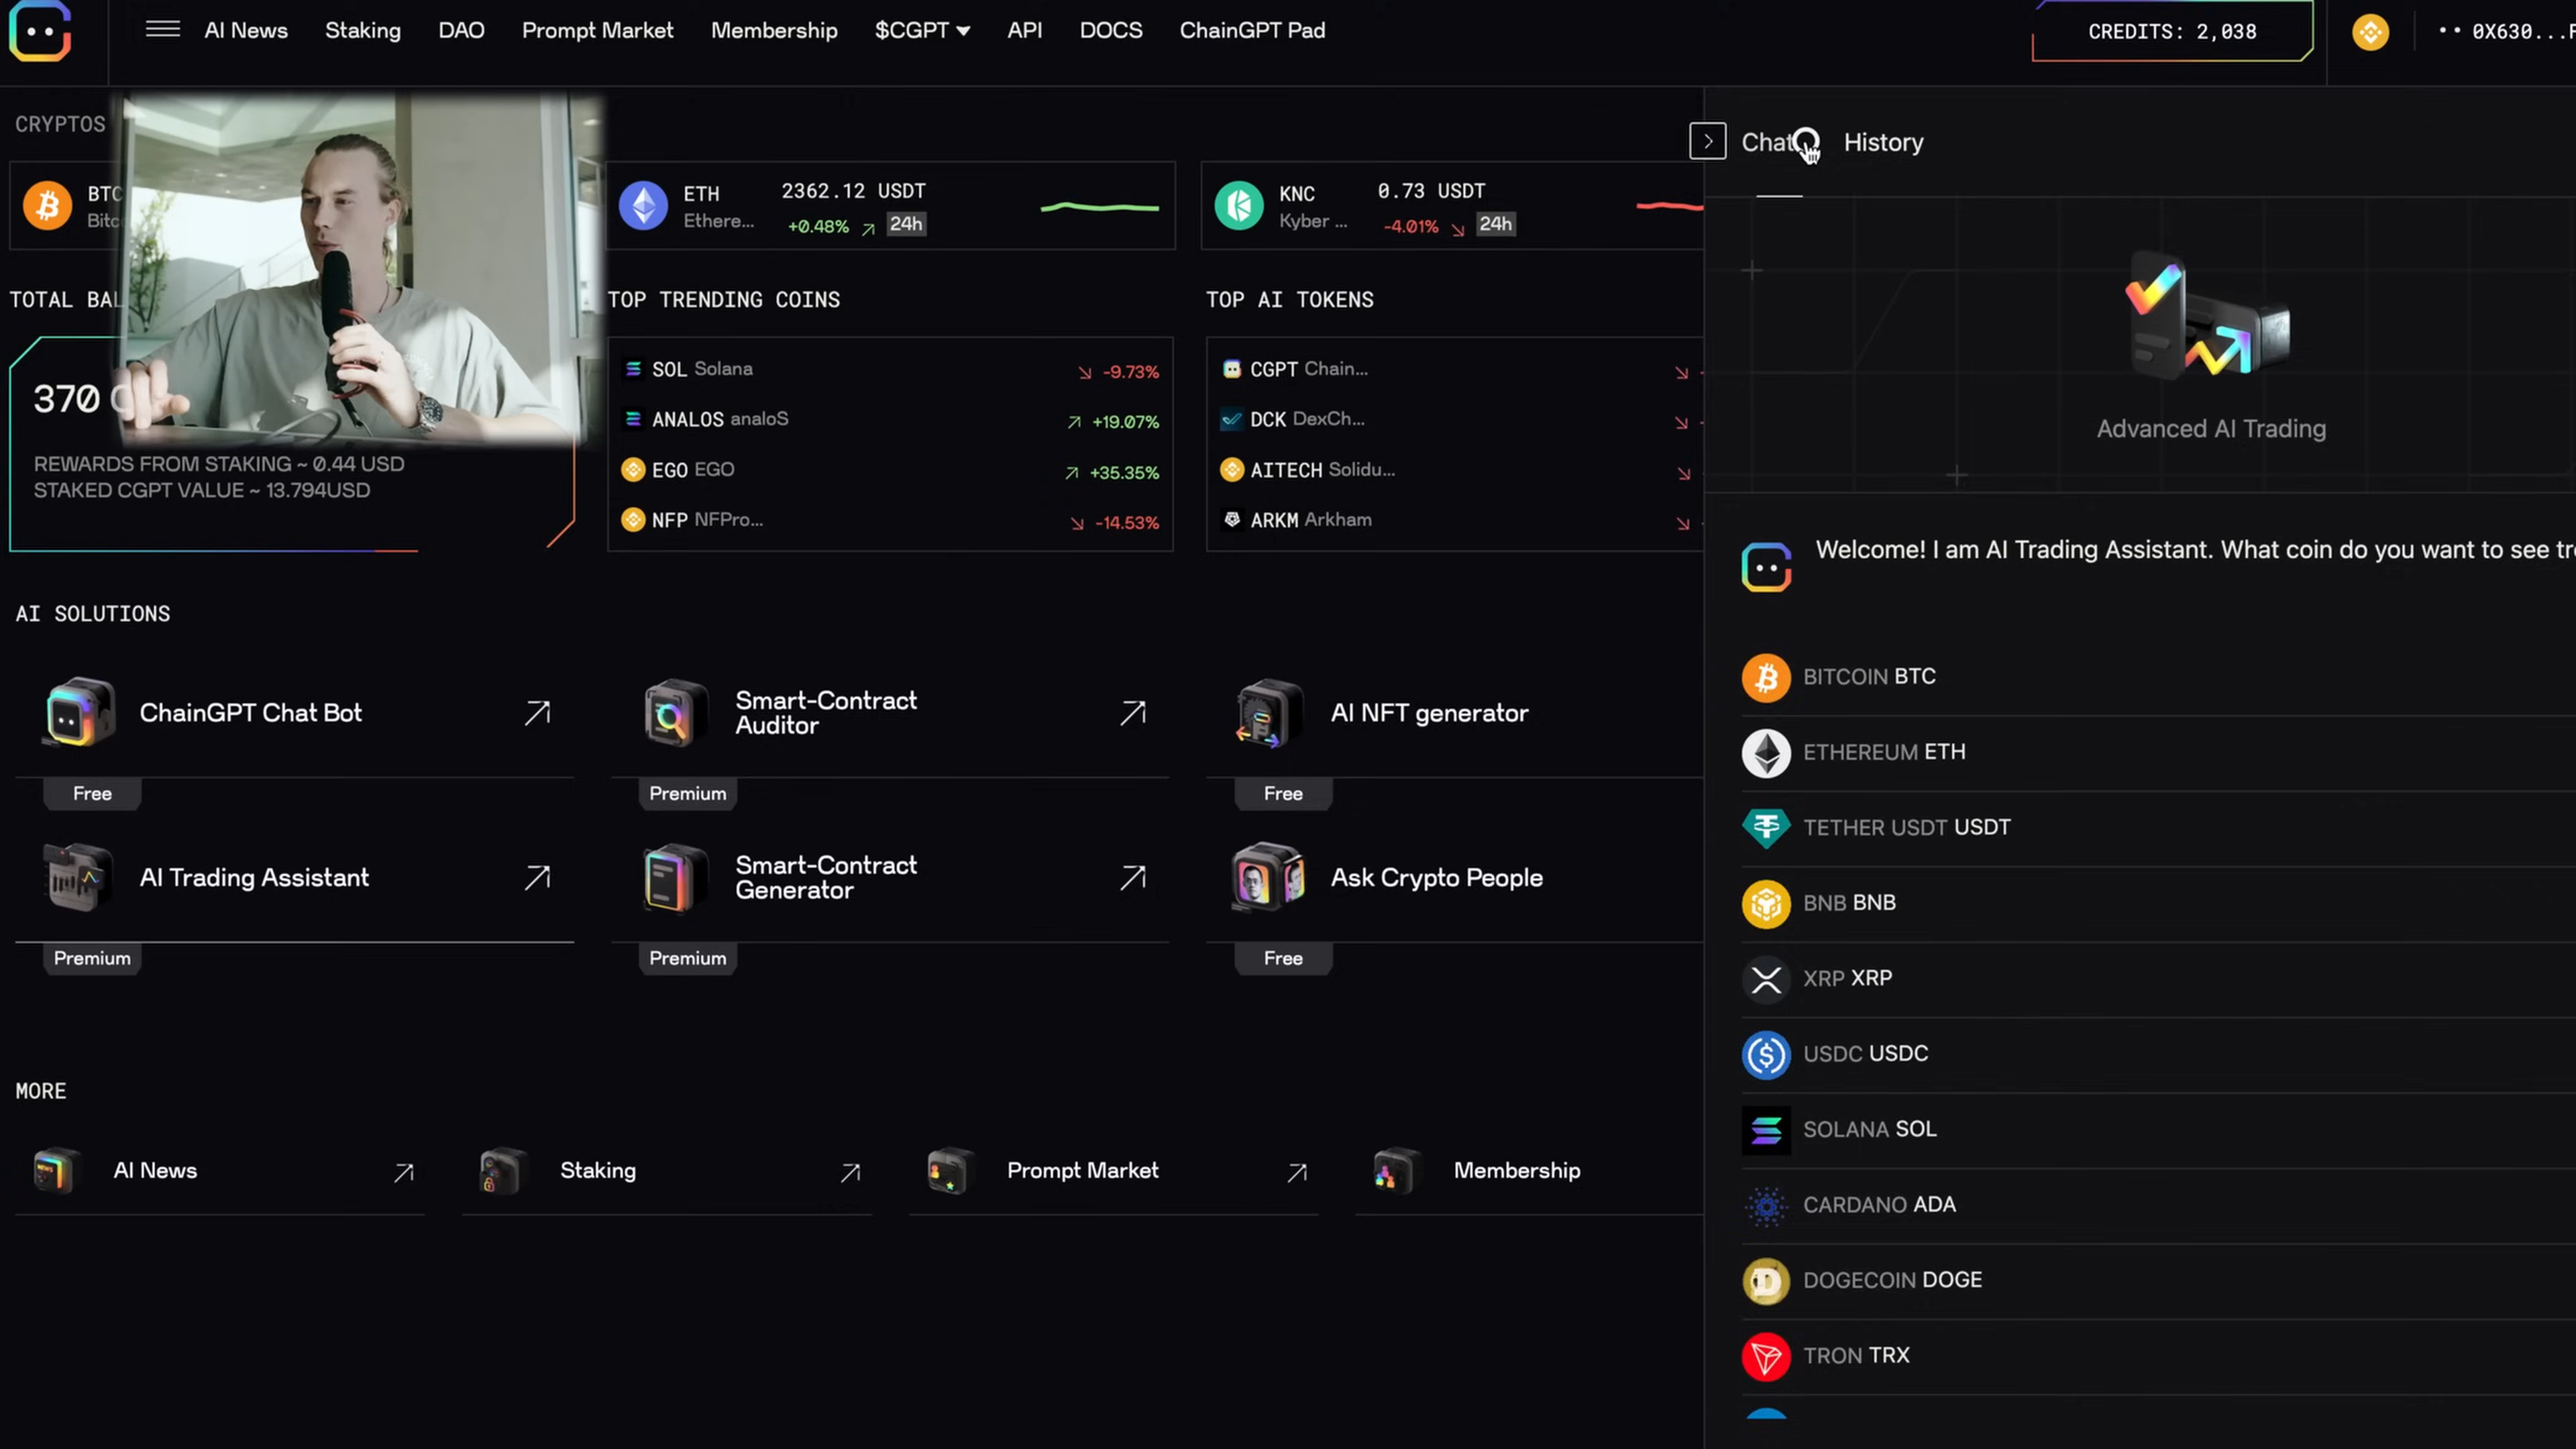 AI News
Staking
DAO
Prompt Market
Membership
$CGPT
API
DOCS
ChainGPT Pad
CREDITS: 2,038
0X630...F
CRYPTOS
BTC
ETH
Ethere...
2362.12 USDT
+0.48%
24h
KNC
Kyber ...
0.73 USDT
-4.01%
24h
TOTAL BAL
370
REWARDS FROM STAKING ~ 0.44 USD
STAKED CGPT VALUE ~ 13.794USD
TOP TRENDING COINS
SOL Solana
-9.73%
ANALOS analoS
+19.07%
EGO EGO
+35.35%
NFP NFPro...
-14.53%
TOP AI TOKENS
CGPT Chain...
DCK DexCh...
AITECH Solidu...
ARKM Arkham
AI SOLUTIONS
ChainGPT Chat Bot
Free
Smart-Contract
Auditor
Premium
AI NFT generator
Free
AI Trading Assistant
Premium
Smart-Contract
Generator
Premium
Ask Crypto People
Free
MORE
AI News
Staking
Prompt Market
Membership
Chat
History
Advanced AI Trading
Welcome! I am AI Trading Assistant. What coin do you want to see
BITCOIN BTC
ETHEREUM ETH
TETHER USDT USDT
BNB BNB
XRP XRP
USDC USDC
SOLANA SOL
CARDANO ADA
DOGECOIN DOGE
TRON TRX